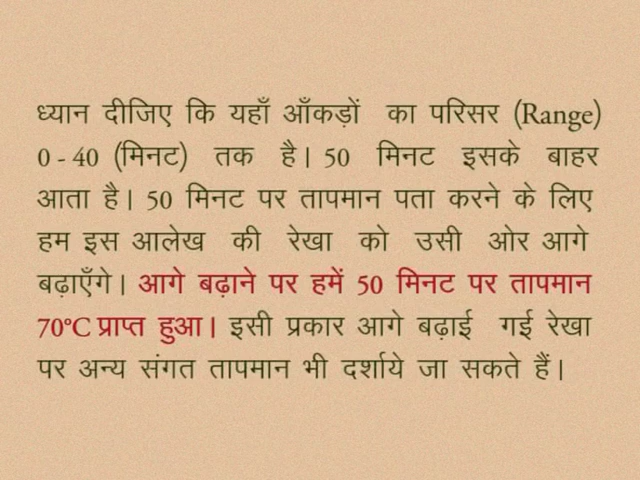 ध्यान दीजिए कि यहाँ आँकड़ों का परिसर (Range)
0 - 40 (मिनट) तक है। 50 मिनट इसके बाहर
आता है। 50 मिनट पर तापमान पता करने के लिए
हम इस आलेख की रेखा को उसी ओर आगे
बढ़ाएँगे। आगे बढ़ाने पर हमें 50 मिनट पर तापमान
70°C प्राप्त हुआ। इसी प्रकार आगे बढ़ाई गई रेखा
पर अन्य संगत तापमान भी दर्शाये जा सकते हैं।